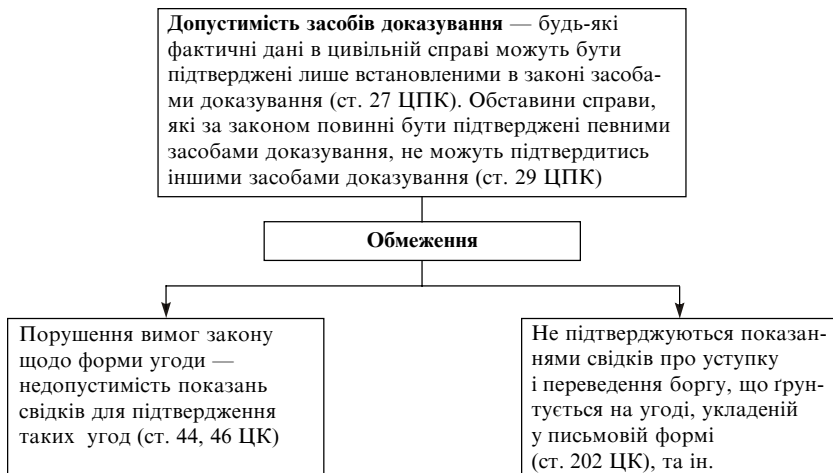 Допустимість засобів доказування — будь-які
фактичні дані в цивільній справі можуть бути
підтверджені лише встановленими в законі засоба-
ми доказування (ст. 27 ЦПК). Обставини справи,
які за законом повинні бути підтверджені певними
засобами доказування, не можуть підтвердитись
іншими засобами доказування (ст. 29 ЦПК)
Обмеження
Порушення вимог закону
щодо форми угоди —
недопустимість показань
свідків для підтвердження
таких угод (ст. 44, 46 ЦК)
Не підтверджуються показан-
нями свідків про уступку
і переведення боргу, що ґрун-
тується на угоді, укладеній
у письмовій формі
(ст. 202 ЦК), та ін.